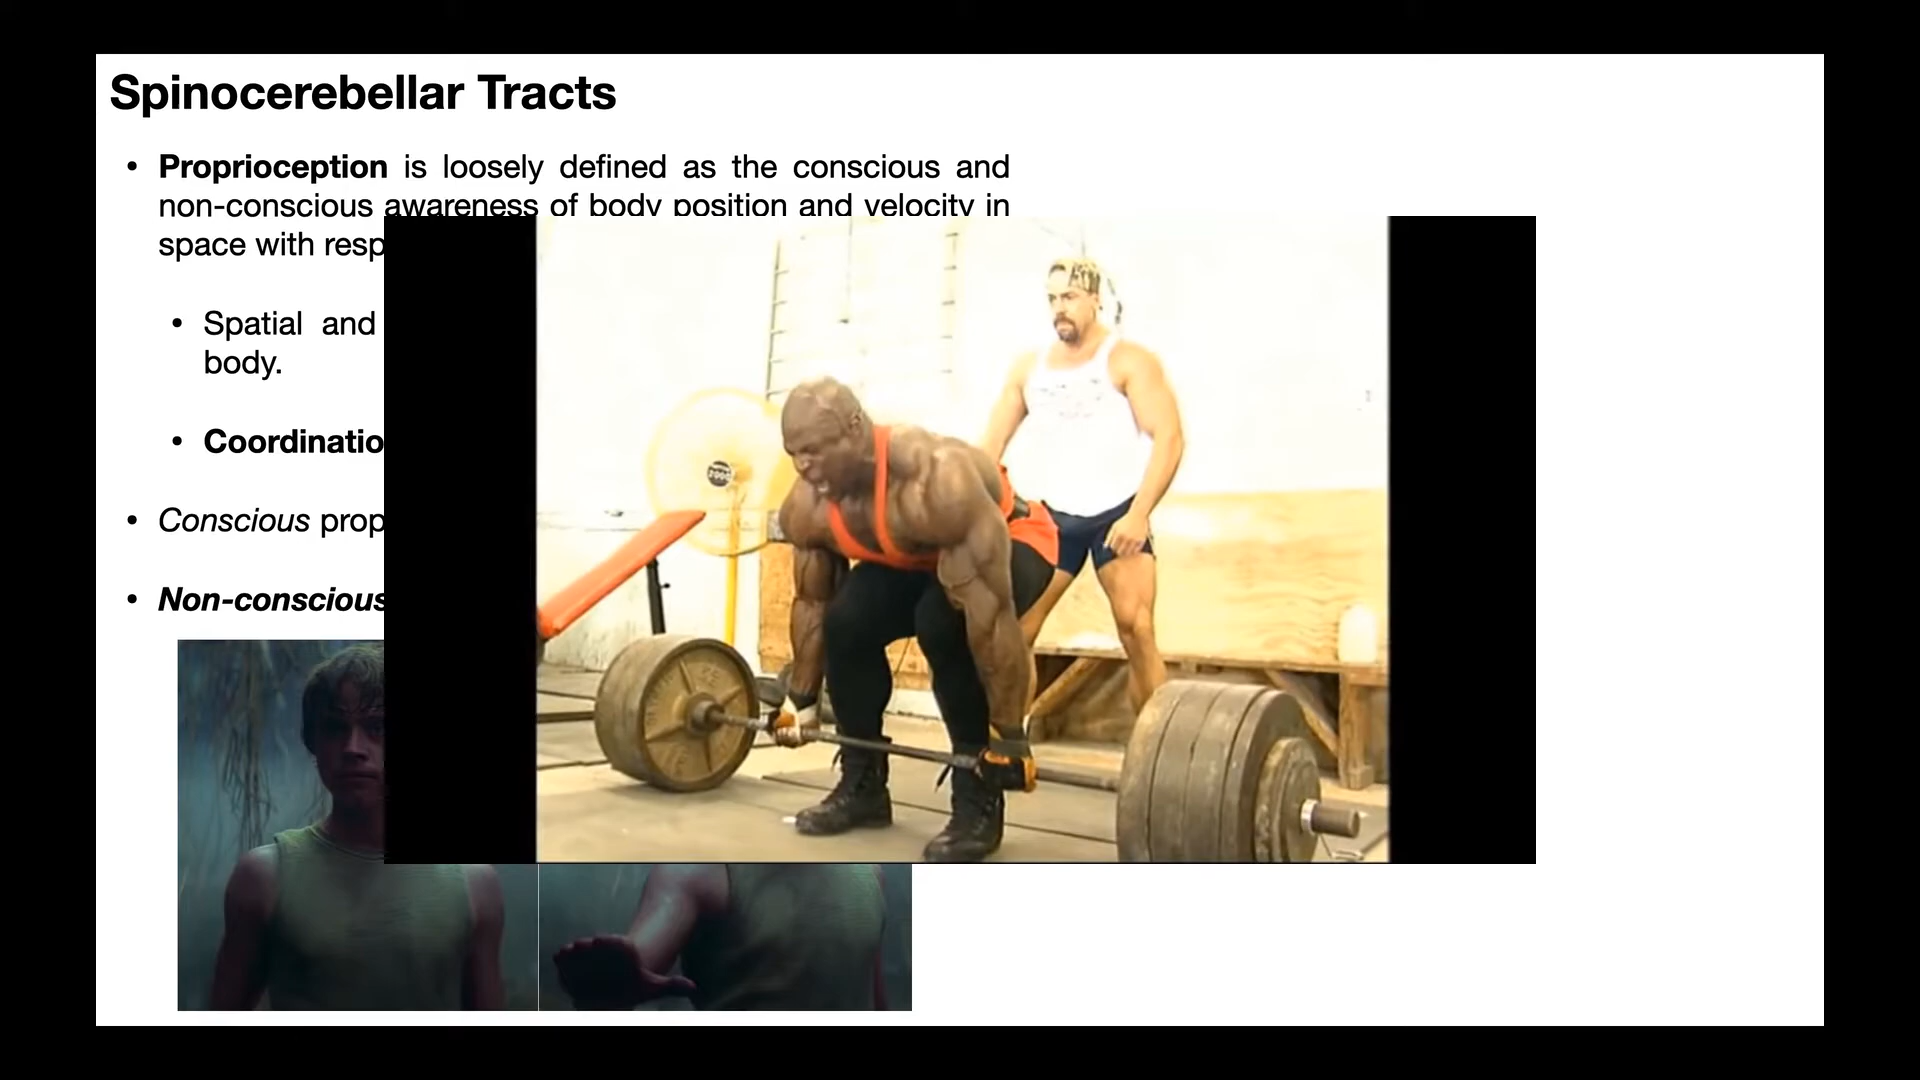 Spinocerebellar Tracts
• Proprioception is loosely defined as the conscious and
non-conscious awareness of body position and velocity in
space with resp
• Spatial and
body.
• Coordinatio
• Conscious prop
• Non-conscious